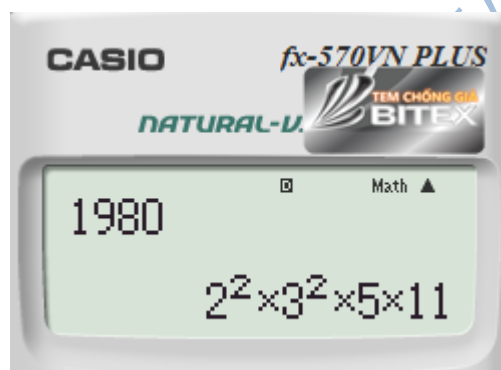 CASIO fx-570VN PLUS
TEM CHỐNG GIẢ
NATURAL-V. BITEX
D Math ▲
1980
2²×3²×5×11